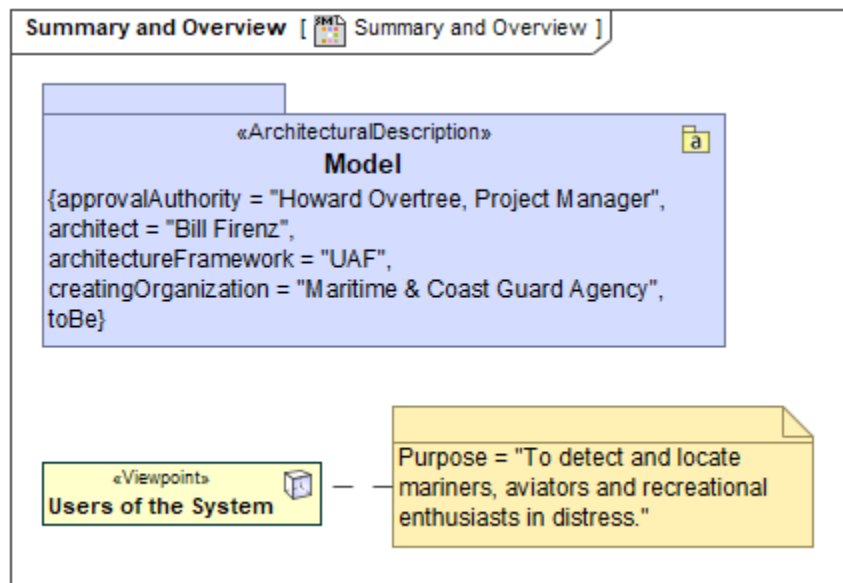 Summary and Overview [ SMT Summary and Overview ]
«ArchitecturalDescription»
a
Model
{approvalAuthority = "Howard Overtree, Project Manager",
architect = "Bill Firenz",
architectureFramework = "UAF",
creatingOrganization = "Maritime & Coast Guard Agency",
toBe}
«Viewpoint»
Users of the System
Purpose = "To detect and locate
mariners, aviators and recreational
enthusiasts in distress."